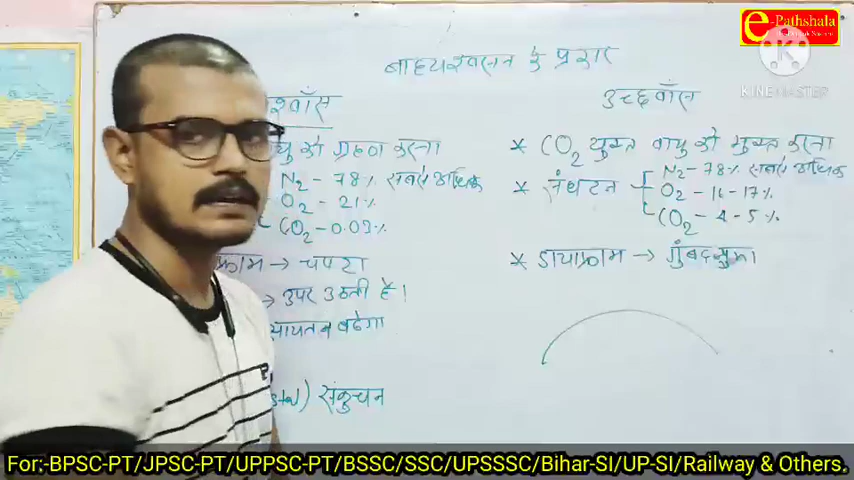 e-Pathshala
KINEMASTER
बाह्यश्वसन के प्रकार
श्वाँस
वायु को ग्रहण करना
N2 - 78% सबसे अधिक
O2 - 21%
CO2 - 0.03%
फ्राम → चपटा
→ उपर उठती है।
आयतन बढेगा
संकुचन
उच्छवाँस
* CO2 युक्त वायु को मुक्त करना
* संघटन
N2 - 78% सबसे अधिक
O2 - 16-17%
CO2 - 4-5%
* डायाफ्राम → गुंबदनुमा
For:-BPSC-PT/JPSC-PT/UPPSC-PT/BSSC/SSC/UPSSSC/Bihar-SI/UP-SI/Railway & Others.